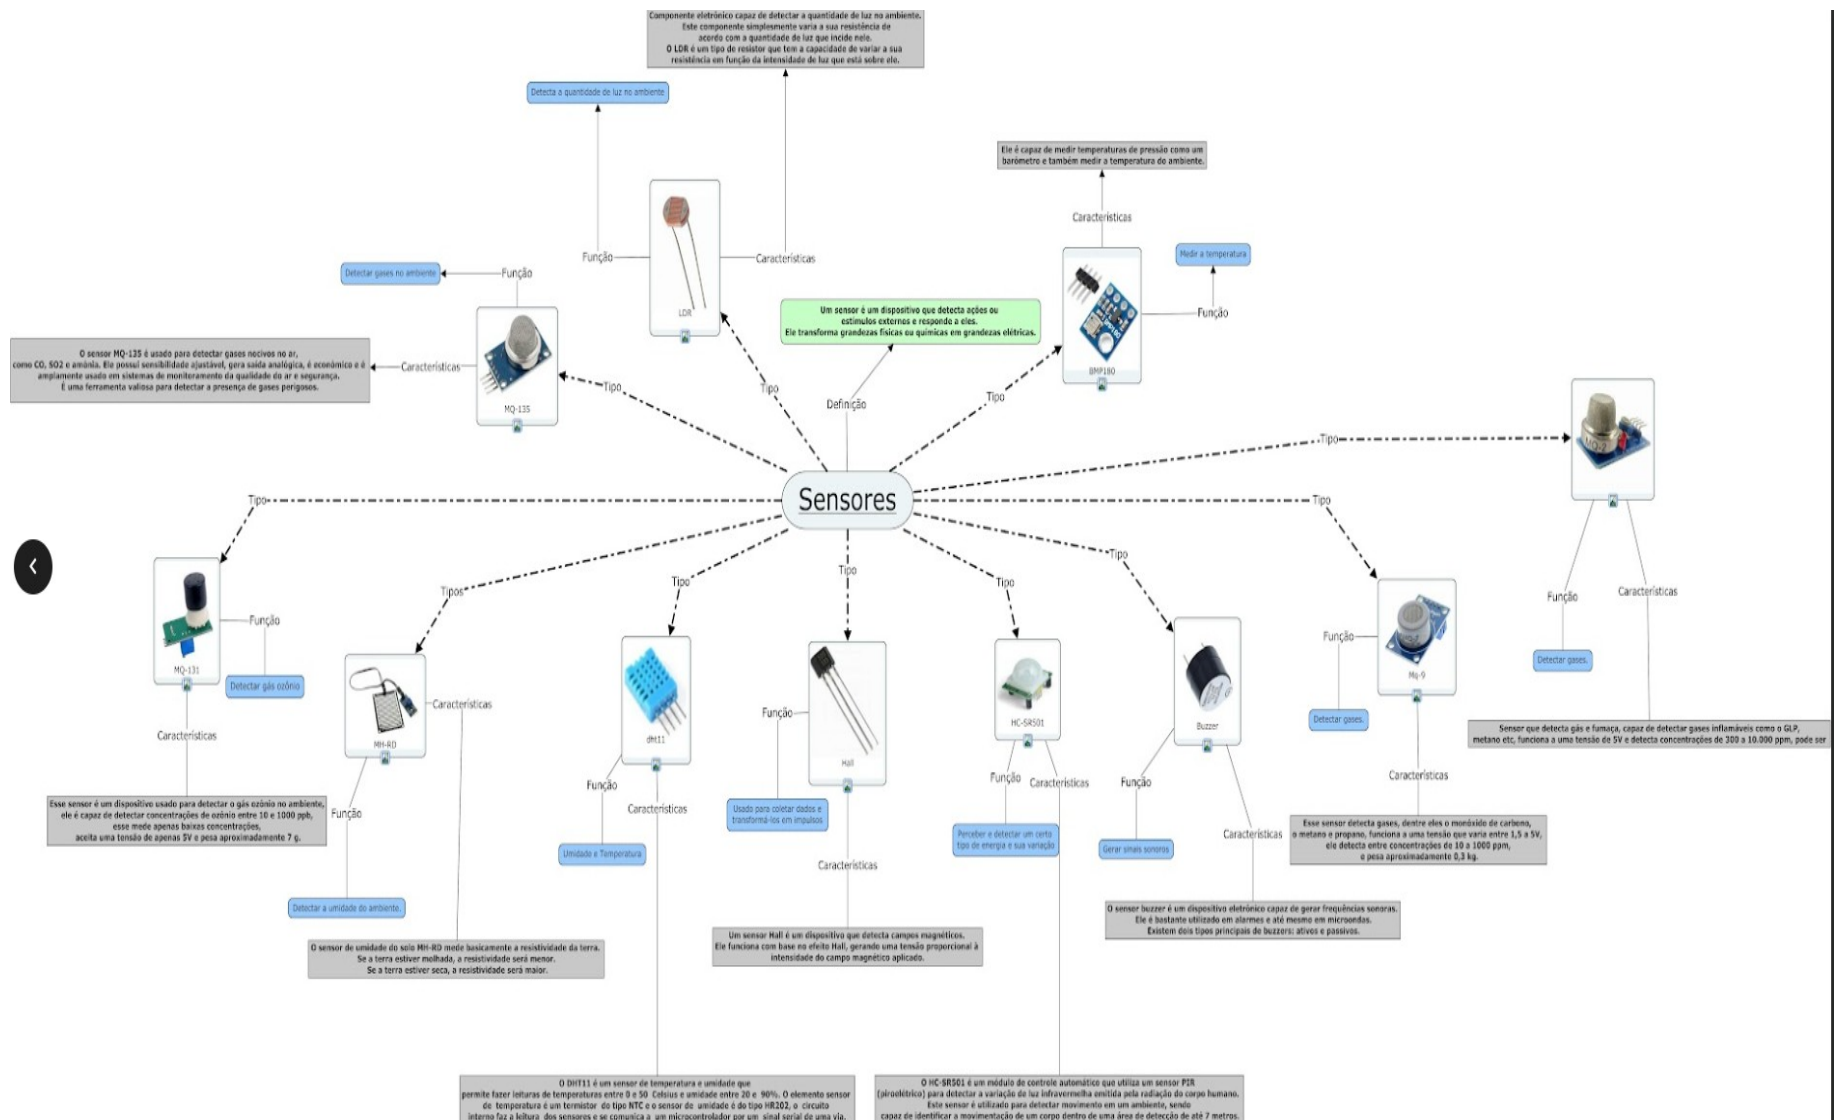 Componente eletrônico capaz de detectar a quantidade de luz no ambiente.
Este componente simplesmente varia a sua resistência de
acordo com a quantidade de luz que incide nele.
O LDR é um tipo de resistor que tem a capacidade de variar a sua
resistência em função da intensidade de luz que está sobre ele.
Detecta a quantidade de luz no ambiente
Ele é capaz de medir temperaturas de pressão como um
barômetro e também medir a temperatura do ambiente.
Características
Medir a temperatura
Função
Características
Função
Detectar gases no ambiente
Função
LDR
BMP180
Um sensor é um dispositivo que detecta ações ou
estímulos externos e responde a eles.
Ele transforma grandezas físicas ou químicas em grandezas elétricas.
O sensor MQ-135 é usado para detectar gases nocivos no ar,
como CO, SO2 e amônia. Ele possui sensibilidade ajustável, gera saída analógica, é econômico e é
amplamente usado em sistemas de monitoramento da qualidade do ar e segurança.
É uma ferramenta valiosa para detectar a presença de gases perigosos.
Características
MQ-135
Tipo
Tipo
Definição
Tipo
Tipo
MQ-2
Tipo
Sensores
Tipo
Tipos
Tipo
Tipo
Tipo
Tipo
MQ-131
Função
Detectar gás ozônio
Características
MH-RD
Características
Função
dht11
Função
Características
Hall
Função
HC-SR501
Função
Características
Buzzer
Função
Características
Mq-9
Função
Detectar gases.
Características
Função
Características
Detectar gases.
Sensor que detecta gás e fumaça, capaz de detectar gases inflamáveis como o GLP,
metano etc, funciona a uma tensão de 5V e detecta concentrações de 300 a 10.000 ppm, pode ser
Esse sensor é um dispositivo usado para detectar o gás ozônio no ambiente,
ele é capaz de detectar concentrações de ozônio entre 10 e 1000 ppb,
esse mede apenas baixas concentrações,
aceita uma tensão de apenas 5V e pesa aproximadamente 7 g.
Umidade e Temperatura
Usado para coletar dados e
transformá-los em impulsos
Características
Perceber e detectar um certo
tipo de energia e sua variação
Gerar sinais sonoros
Esse sensor detecta gases, dentre eles o monóxido de carbono,
o metano e propano, funciona a uma tensão que varia entre 1,5 a 5V,
ele detecta entre concentrações de 10 a 1000 ppm,
e pesa aproximadamente 0,3 kg.
Detectar a umidade do ambiente.
O sensor de umidade do solo MH-RD mede basicamente a resistividade da terra.
Se a terra estiver molhada, a resistividade será menor.
Se a terra estiver seca, a resistividade será maior.
Um sensor Hall é um dispositivo que detecta campos magnéticos.
Ele funciona com base no efeito Hall, gerando uma tensão proporcional à
intensidade do campo magnético aplicado.
O sensor buzzer é um dispositivo eletrônico capaz de gerar frequências sonoras.
Ele é bastante utilizado em alarmes e até mesmo em microondas.
Existem dois tipos principais de buzzers: ativos e passivos.
O DHT11 é um sensor de temperatura e umidade que
permite fazer leituras de temperaturas entre 0 e 50 Celsius e umidade entre 20 e 90%. O elemento sensor
de temperatura é um termistor do tipo NTC e o sensor de umidade é do tipo HR202, o circuito
interno faz a leitura dos sensores e se comunica a um microcontrolador por um sinal serial de uma via.
O HC-SR501 é um módulo de controle automático que utiliza um sensor PIR
(piroelétrico) para detectar a variação de luz infravermelha emitida pela radiação do corpo humano.
Este sensor é utilizado para detectar movimento em um ambiente, sendo
capaz de identificar a movimentação de um corpo dentro de uma área de detecção de até 7 metros.